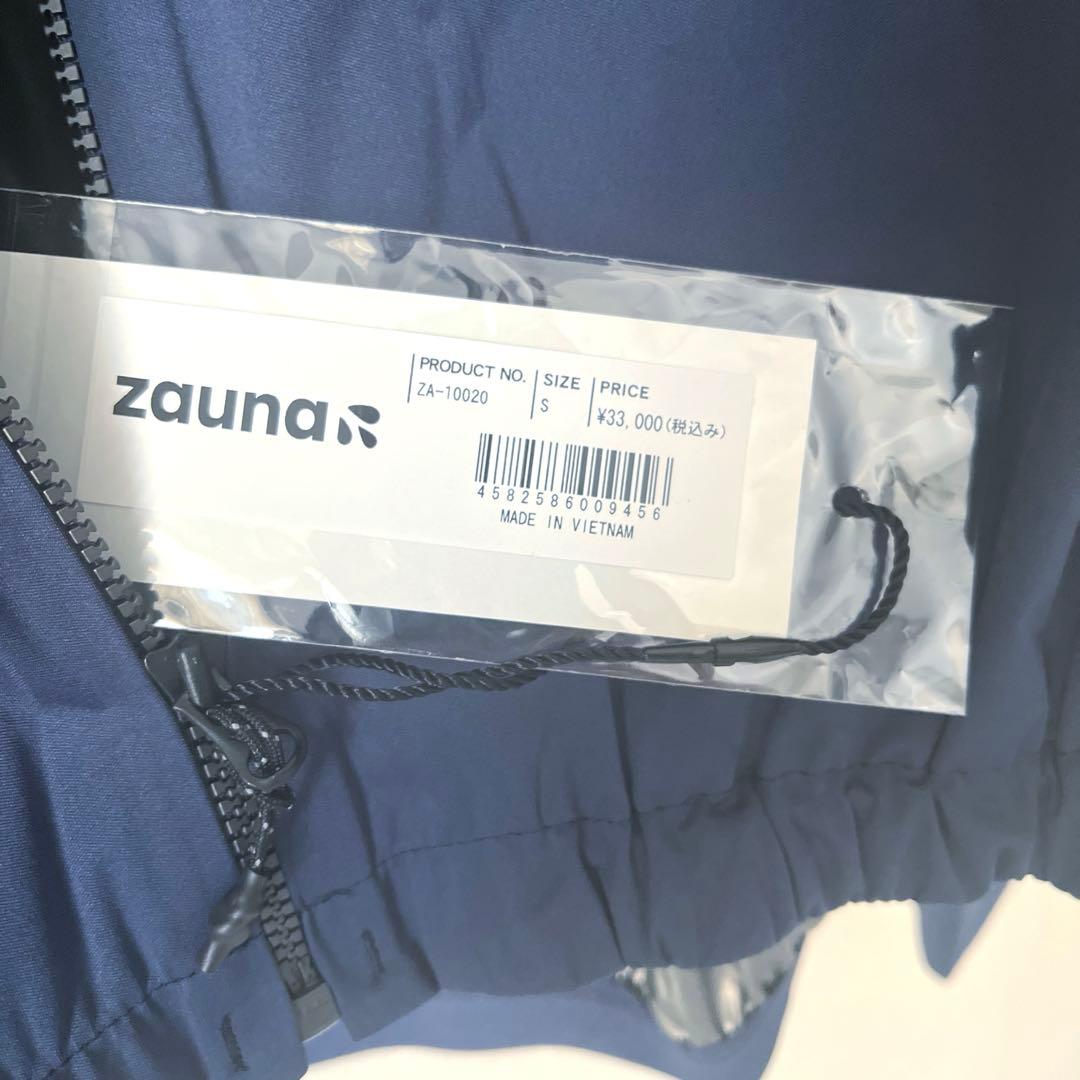 zauna
PRODUCT NO.
ZA-10020
SIZE
S
PRICE
¥33,000(税込み)
4582586009456
MADE IN VIETNAM